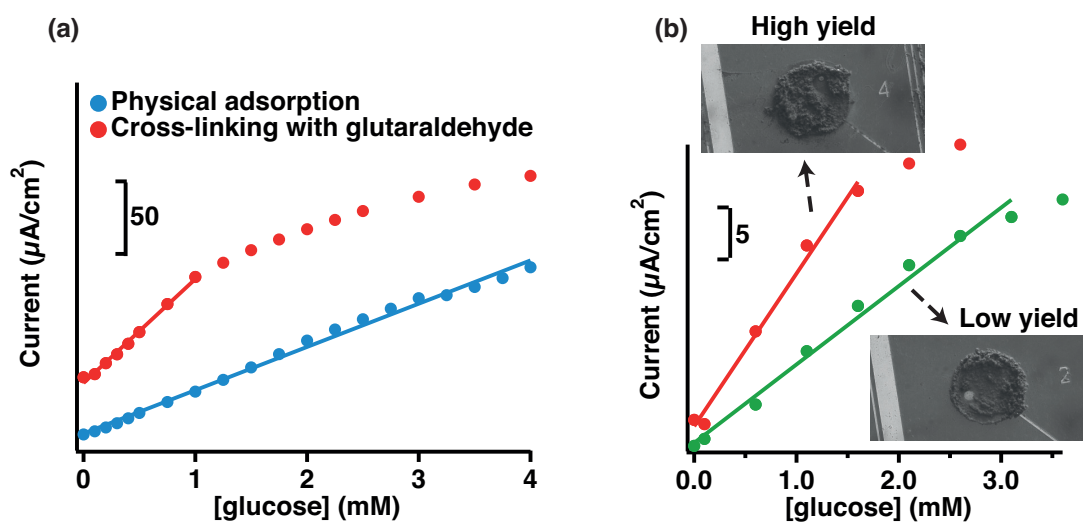 (a)
Physical adsorption
Cross-linking with glutaraldehyde
50
Current (µA/cm²)
0 1 2 3 4
[glucose] (mM)
(b)
High yield
4
5
Current (µA/cm²)
Low yield
2
0.0 1.0 2.0 3.0
[glucose] (mM)